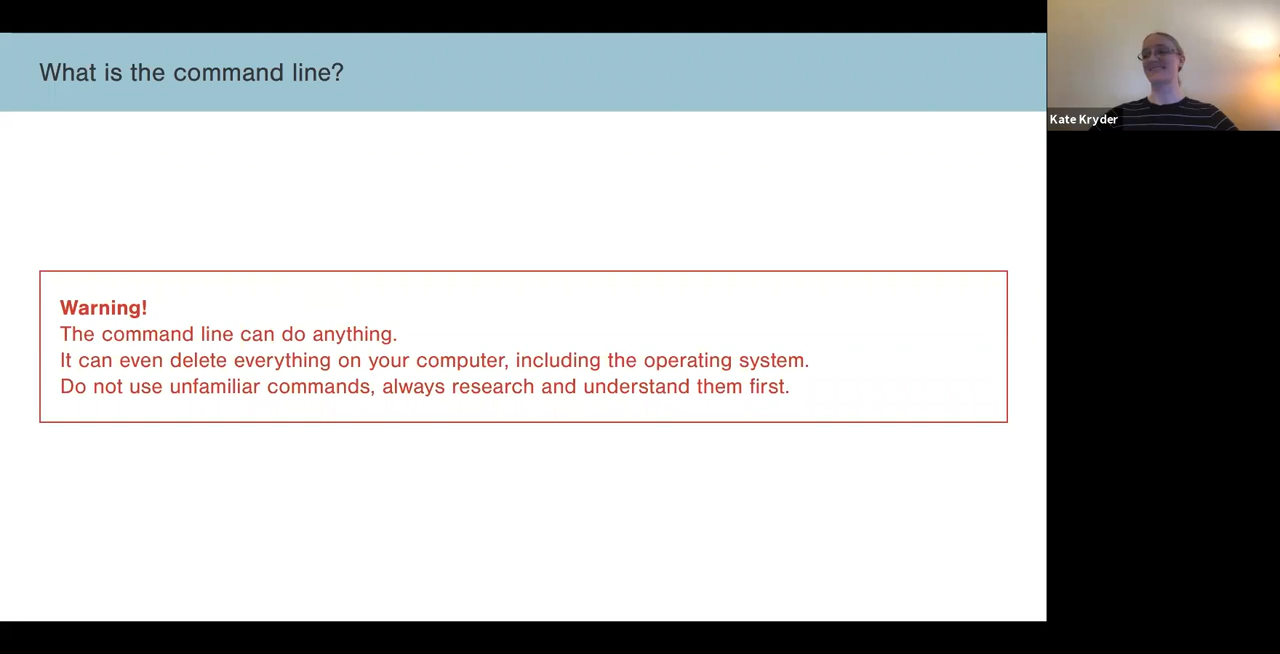 What is the command line?
Kate Kryder
Warning!
The command line can do anything.
It can even delete everything on your computer, including the operating system.
Do not use unfamiliar commands, always research and understand them first.